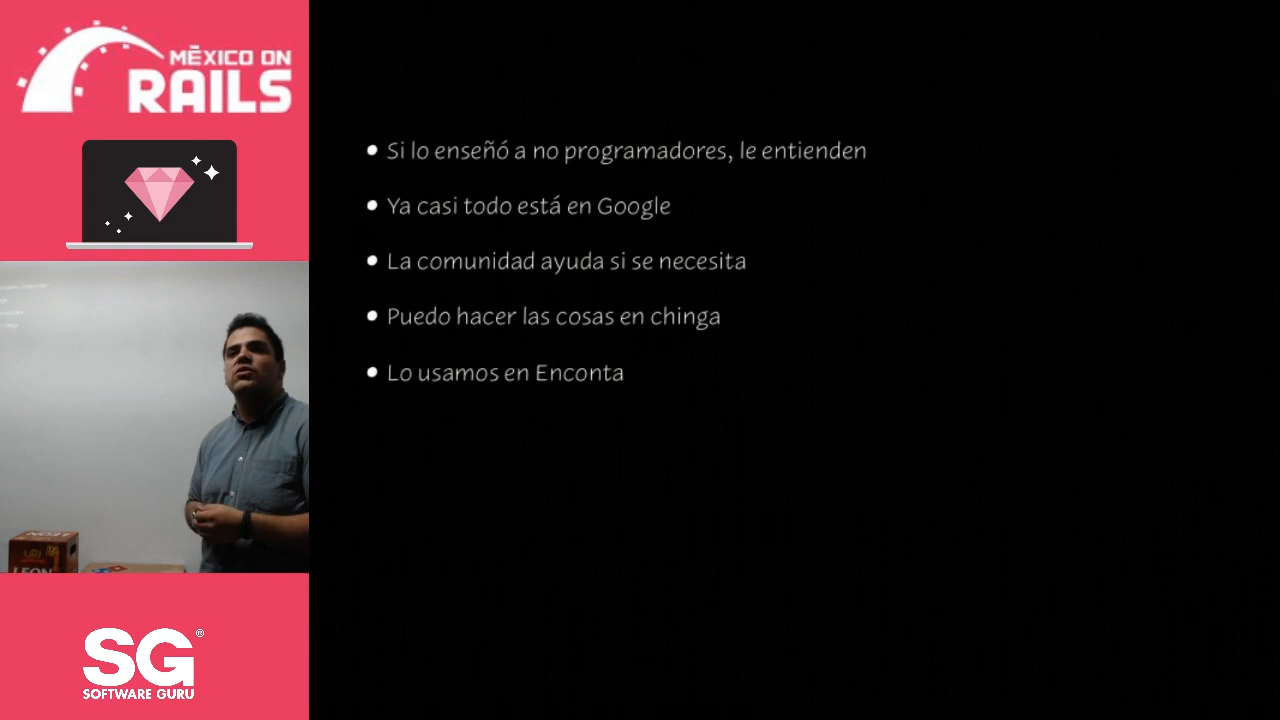 MÉXICO ON
RAILS
• Si lo enseñó a no programadores, le entienden
• Ya casi todo está en Google
• La comunidad ayuda si se necesita
• Puedo hacer las cosas en chinga
• Lo usamos en Enconta
LEON
SG®
SOFTWARE GURU